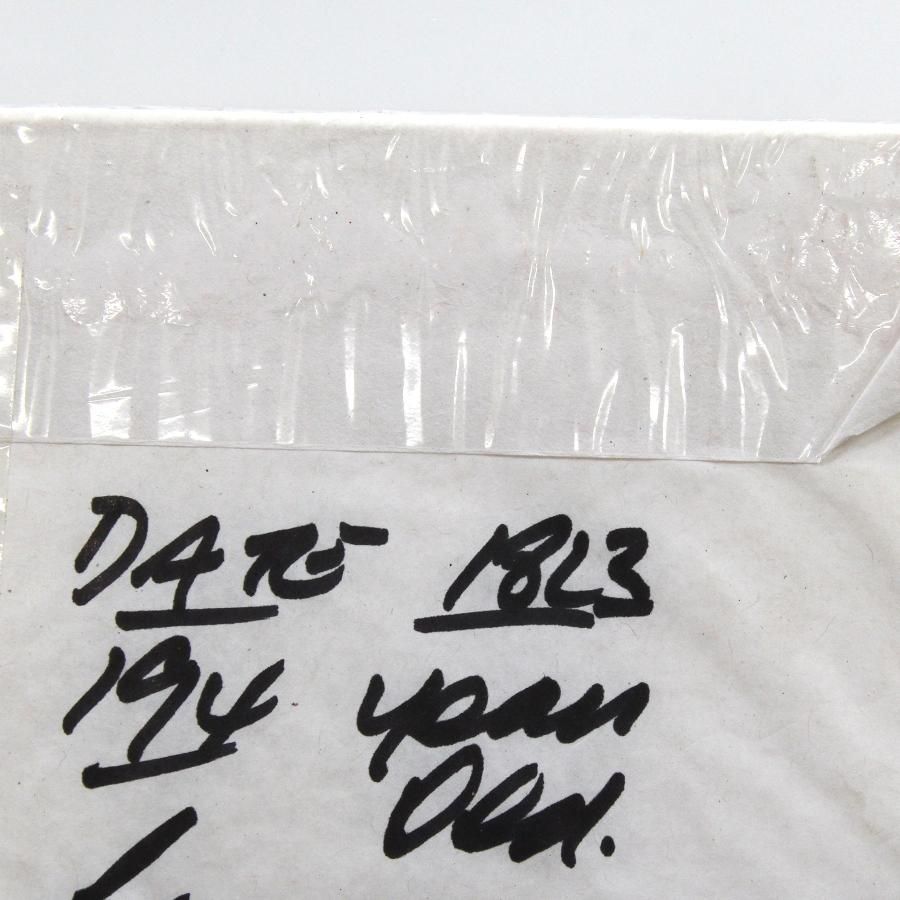 DATE 1823
194 years
Old.